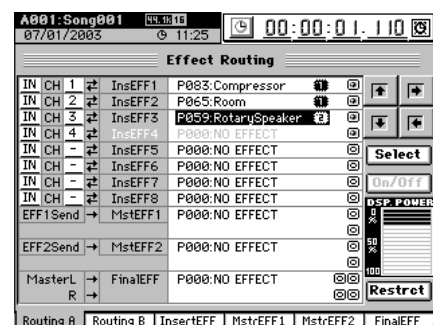 A001:Song001 44.1k 16
07/01/2003 11:25
00:00:01.110
Effect Routing
IN CH 1 InsEFF1 P083:Compressor 1
IN CH 2 InsEFF2 P065:Room 1
IN CH 3 InsEFF3 P059:RotarySpeaker 2
IN CH 4 InsEFF4 P000:NO EFFECT
IN CH - InsEFF5 P000:NO EFFECT
IN CH - InsEFF6 P000:NO EFFECT
IN CH - InsEFF7 P000:NO EFFECT
IN CH - InsEFF8 P000:NO EFFECT
EFF1Send → MstEFF1 P000:NO EFFECT
EFF2Send → MstEFF2 P000:NO EFFECT
MasterL → FinalEFF P000:NO EFFECT
R →
Select
On/Off
DSP POWER
0
%
50
%
100
Restrct
Routing A Routing B InsertEFF MstrEFF1 MstrEFF2 FinalEFF